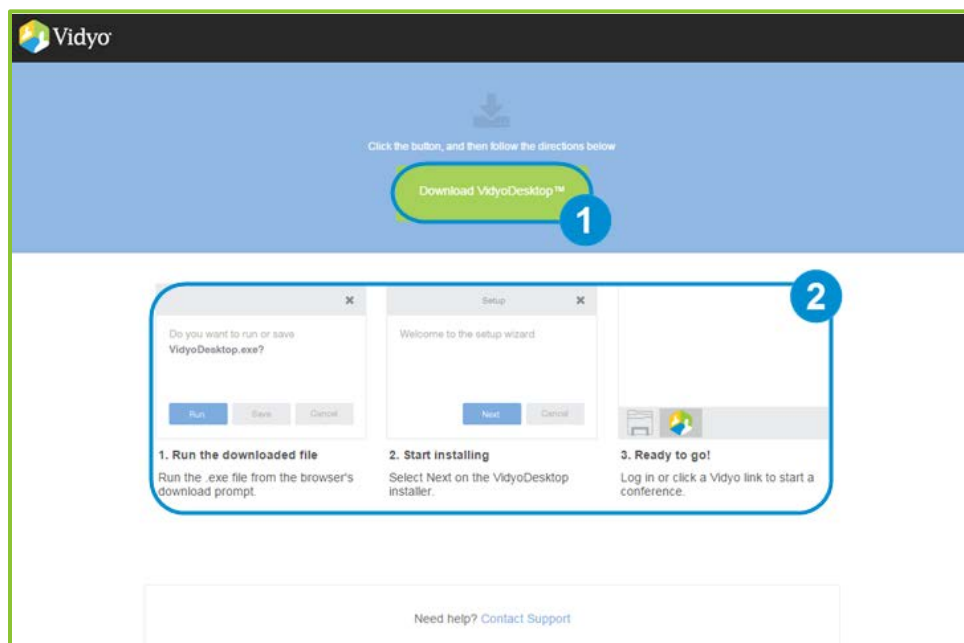 Vidyo
Click the button, and then follow the directions below
Download VidyoDesktop™
1
2
Do you want to run or save
VidyoDesktop.exe?
Run Save Cancel
1. Run the downloaded file
Run the .exe file from the browser's
download prompt.
Setup
Welcome to the setup wizard
Next Cancel
2. Start installing
Select Next on the VidyoDesktop
installer.
3. Ready to go!
Log in or click a Vidyo link to start a
conference.
Need help? Contact Support